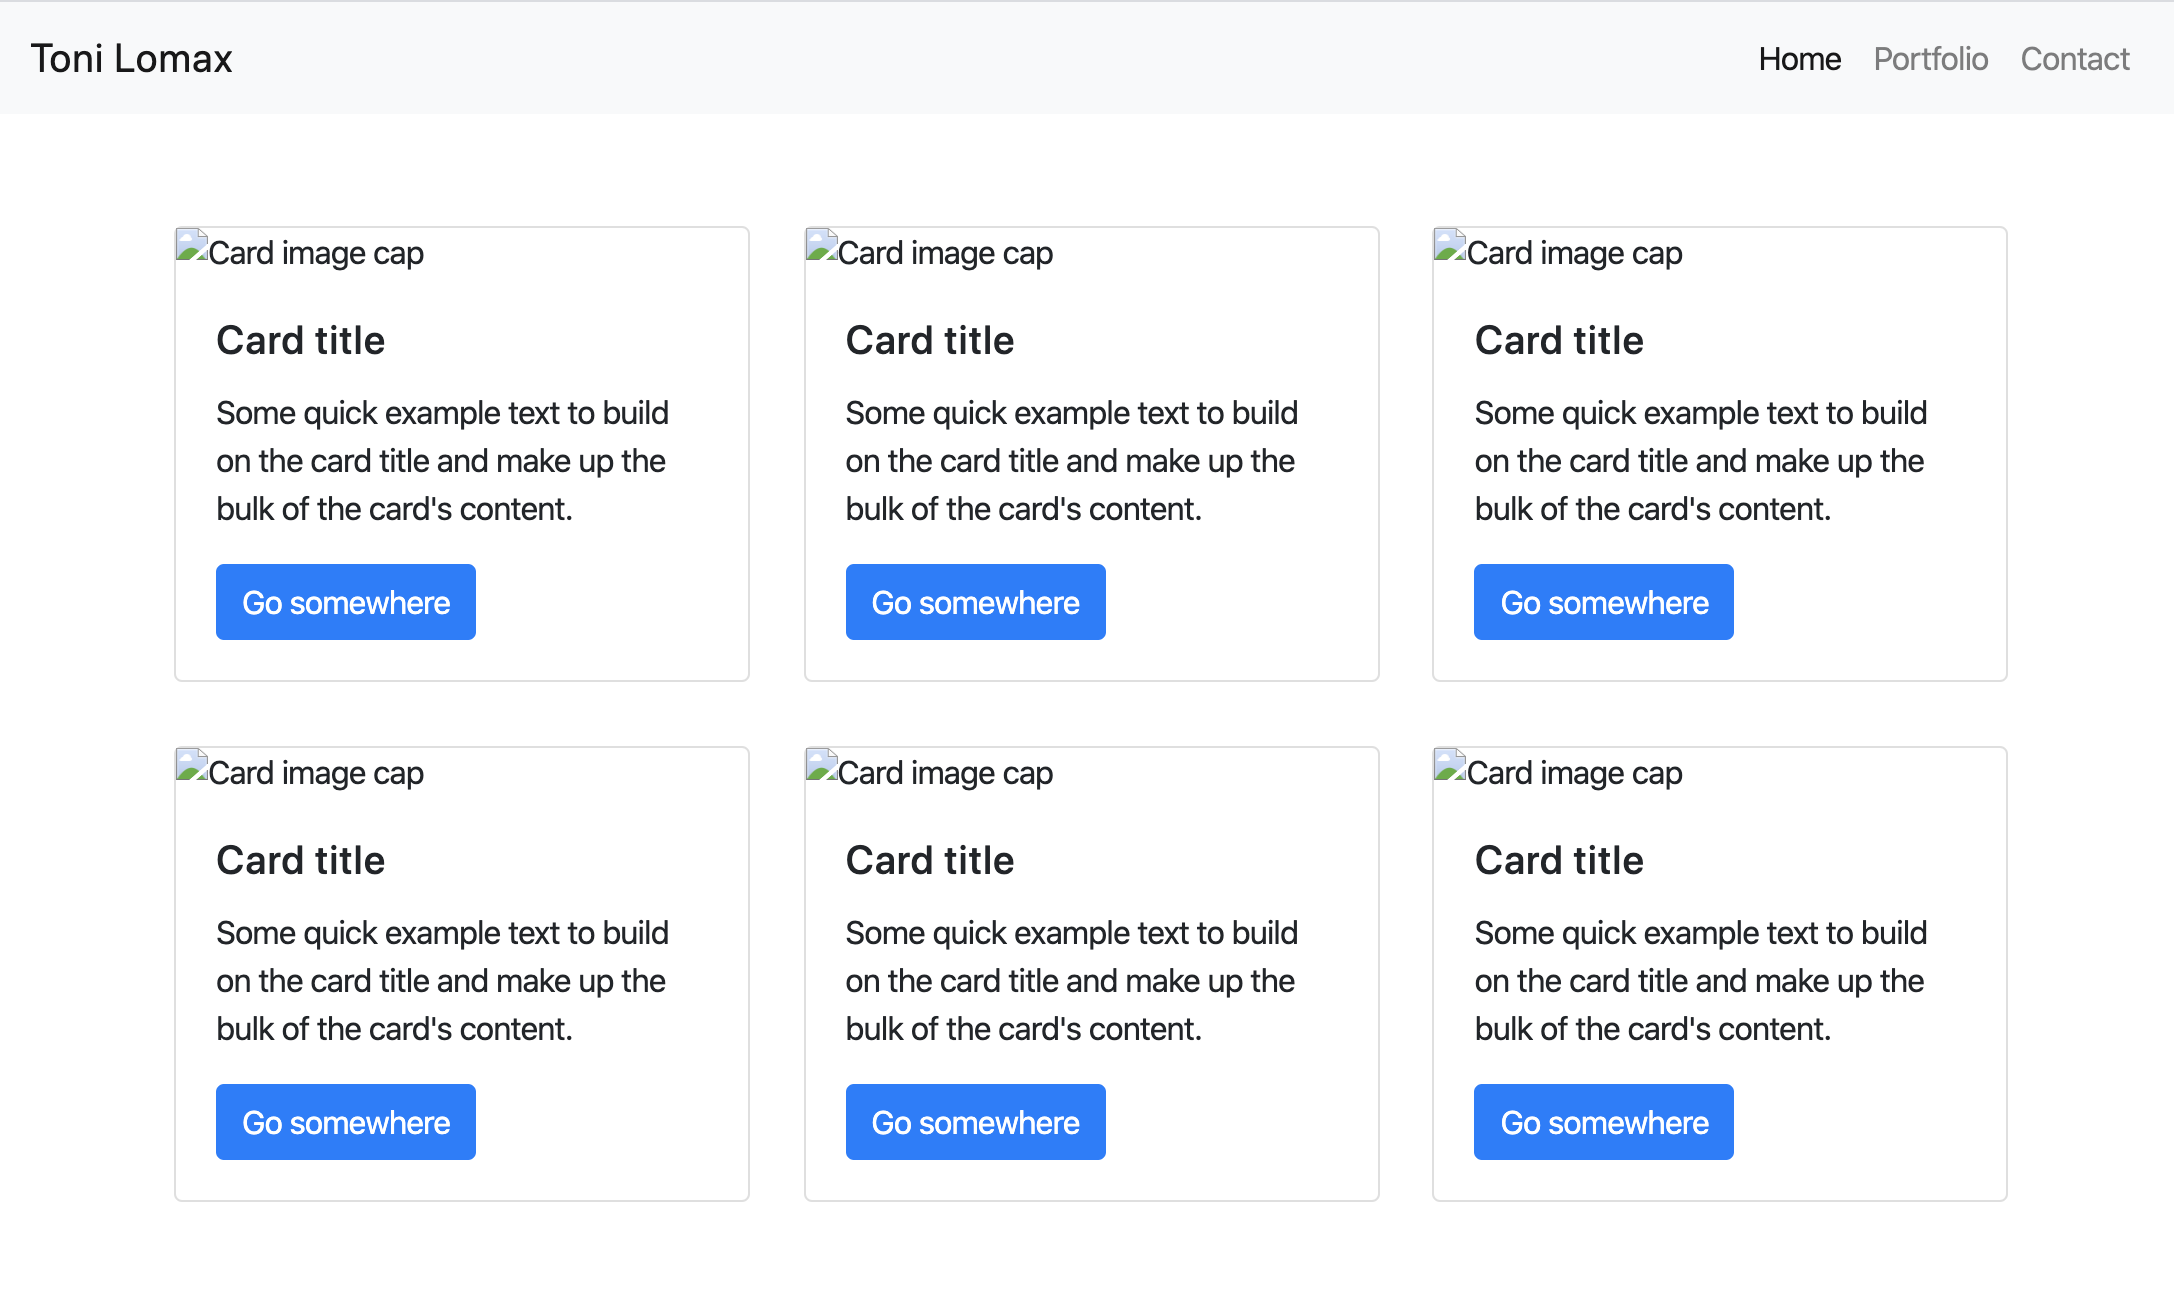 Toni Lomax
Home Portfolio Contact
Card image cap
Card title
Some quick example text to build
on the card title and make up the
bulk of the card's content.
Go somewhere
Card image cap
Card title
Some quick example text to build
on the card title and make up the
bulk of the card's content.
Go somewhere
Card image cap
Card title
Some quick example text to build
on the card title and make up the
bulk of the card's content.
Go somewhere
Card image cap
Card title
Some quick example text to build
on the card title and make up the
bulk of the card's content.
Go somewhere
Card image cap
Card title
Some quick example text to build
on the card title and make up the
bulk of the card's content.
Go somewhere
Card image cap
Card title
Some quick example text to build
on the card title and make up the
bulk of the card's content.
Go somewhere